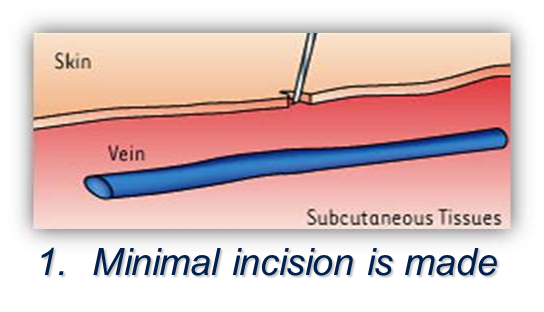 Skin
Vein
Subcutaneous Tissues
1. Minimal incision is made